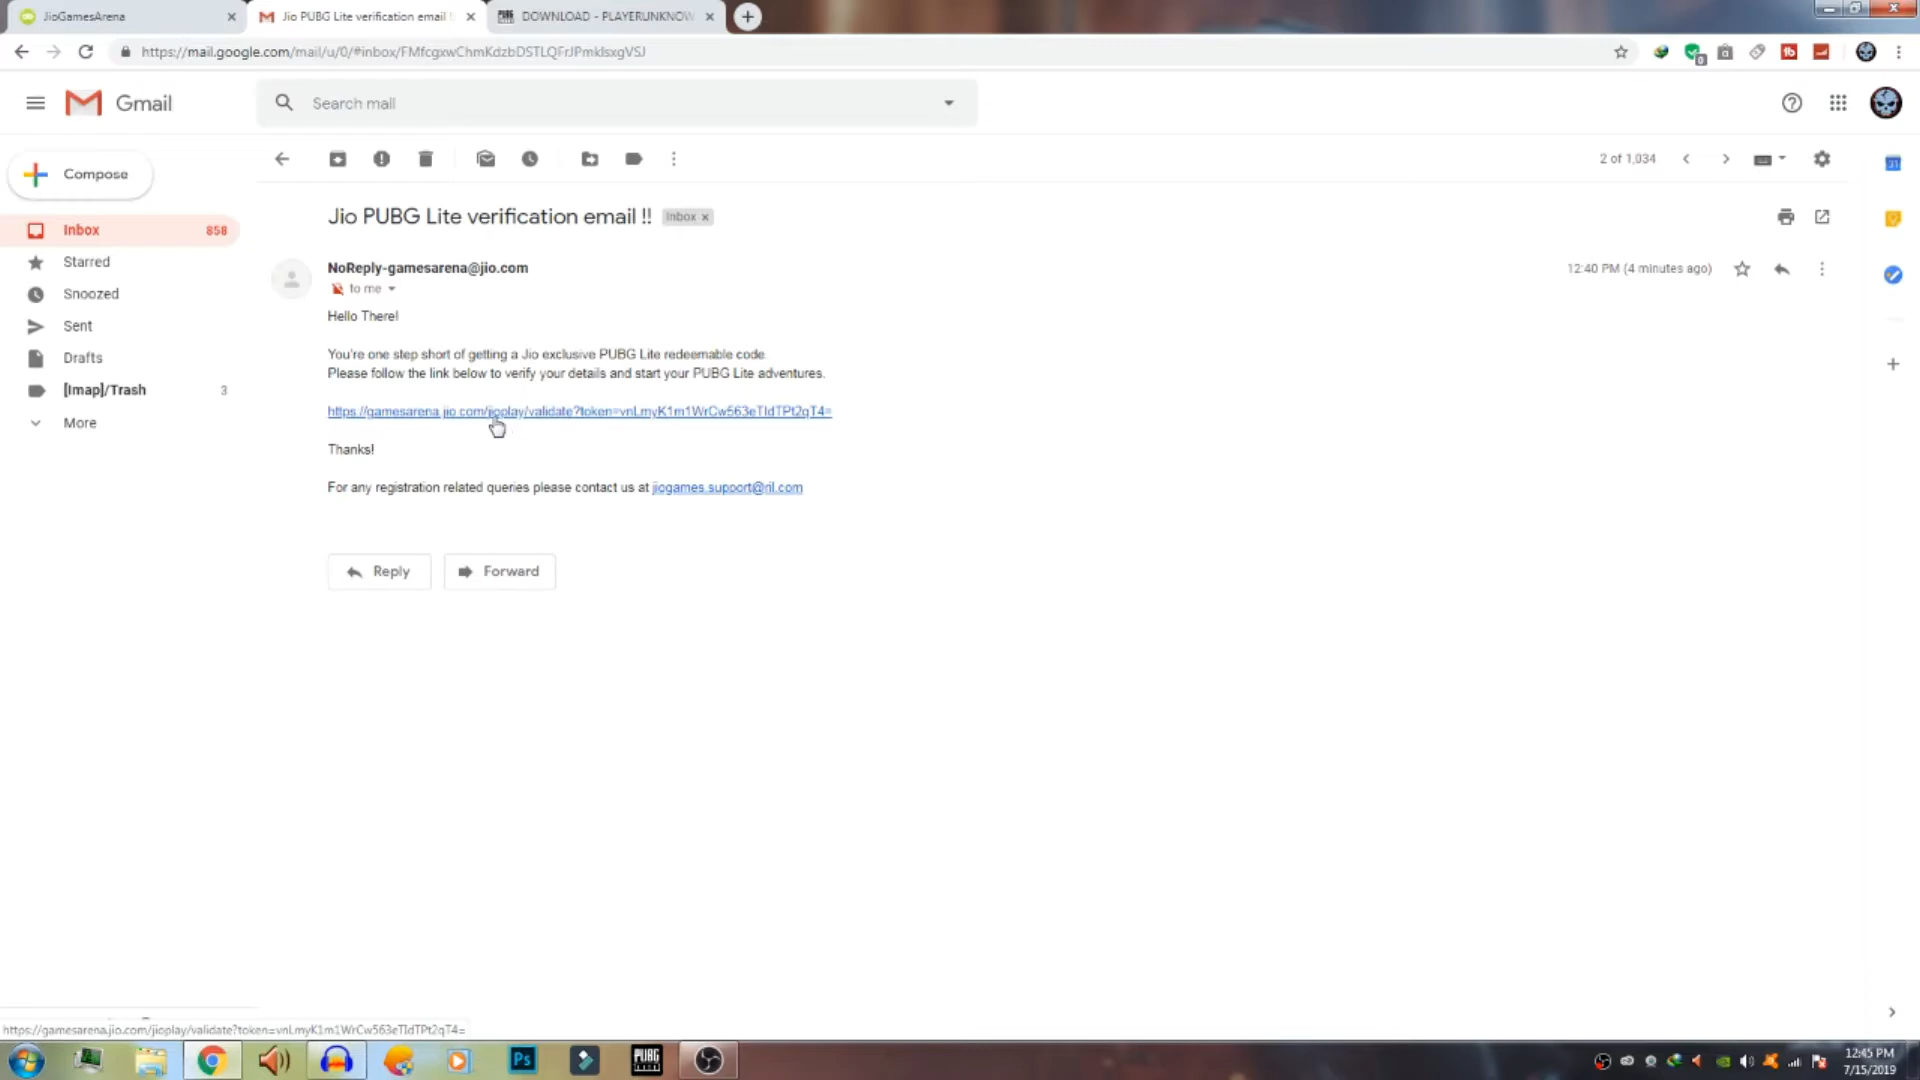 JioGamesArena
Jio PUBG Lite verification email !
DOWNLOAD - PLAYERUNKNOW
https://mail.google.com/mail/u/0/#inbox/FMfcgxwChmKdzbDSTLQFrJPmklsxgVSJ
Gmail
Search mail
Compose
2 of 1,034
Jio PUBG Lite verification email !!
Inbox x
Inbox 858
Starred
Snoozed
Sent
Drafts
[Imap]/Trash 3
More
NoReply-gamesarena@jio.com
12:40 PM (4 minutes ago)
to me
Hello There!
You're one step short of getting a Jio exclusive PUBG Lite redeemable code.
Please follow the link below to verify your details and start your PUBG Lite adventures.
https://gamesarena.jio.com/jioplay/validate?token=vnLmyK1m1WrCw563eTIdTPt2qT4=
Thanks!
For any registration related queries please contact us at jiogames.support@ril.com
Reply
Forward
https://gamesarena.jio.com/jioplay/validate?token=vnLmyK1m1WrCw563eTIdTPt2qT4=
Ps
PUBG
12:45 PM
7/15/2019